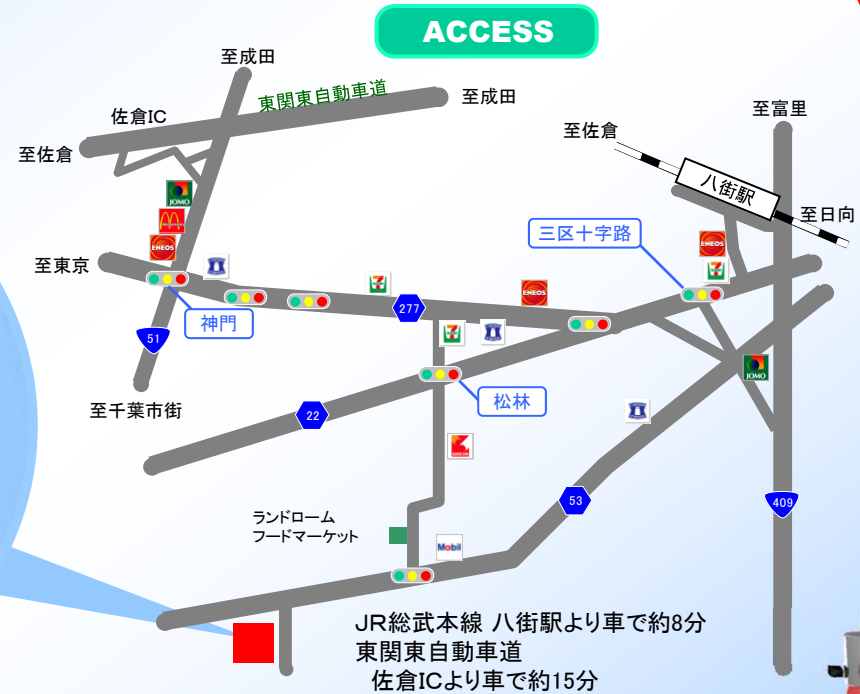 ACCESS
至成田
東関東自動車道
至成田
佐倉IC
至佐倉
至富里
至佐倉
八街駅
至日向
JOMO
ENEOS
至東京
三区十字路
ENEOS
7
神門
51
7
277
ENEOS
7
松林
JOMO
至千葉市街
22
53
409
ランドローム
フードマーケット
Mobil
JR総武本線 八街駅より車で約8分
東関東自動車道
佐倉ICより車で約15分